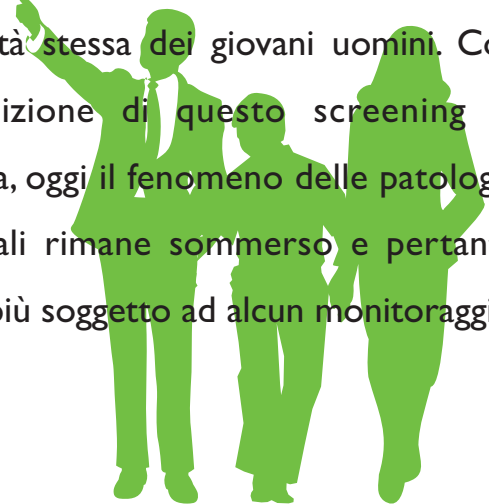 tà stessa dei giovani uomini. Co
izione di questo screening
a, oggi il fenomeno delle patolog
ali rimane sommerso e pertan
più soggetto ad alcun monitoraggi